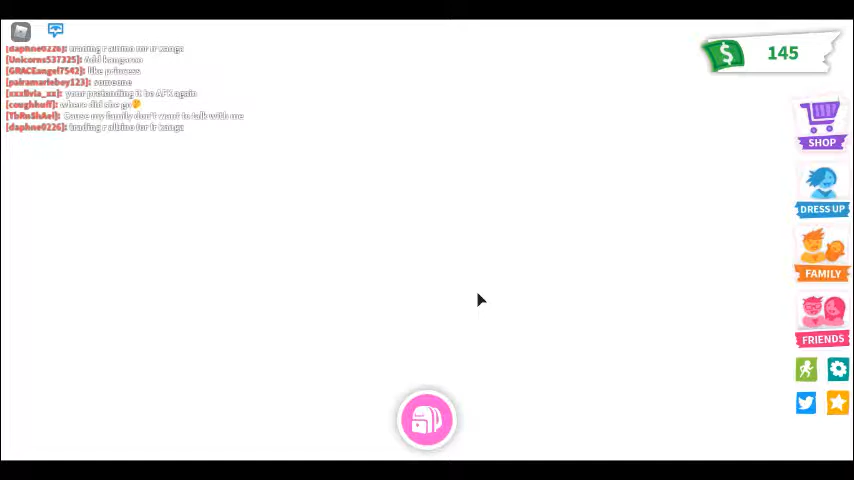 [daphne0226]: trading r albino for fr kanga
[Unicorns537325]: Add kangaroo
[GRACEangel7542]: like princess
[pairamarieboy123]: someone
your pretending it be AFK again
[coughhuff]: where did she go🤔
Cause my family don't want to talk with me
[daphne0226]: trading r albino for fr kanga
145
SHOP
DRESS UP
FAMILY
FRIENDS